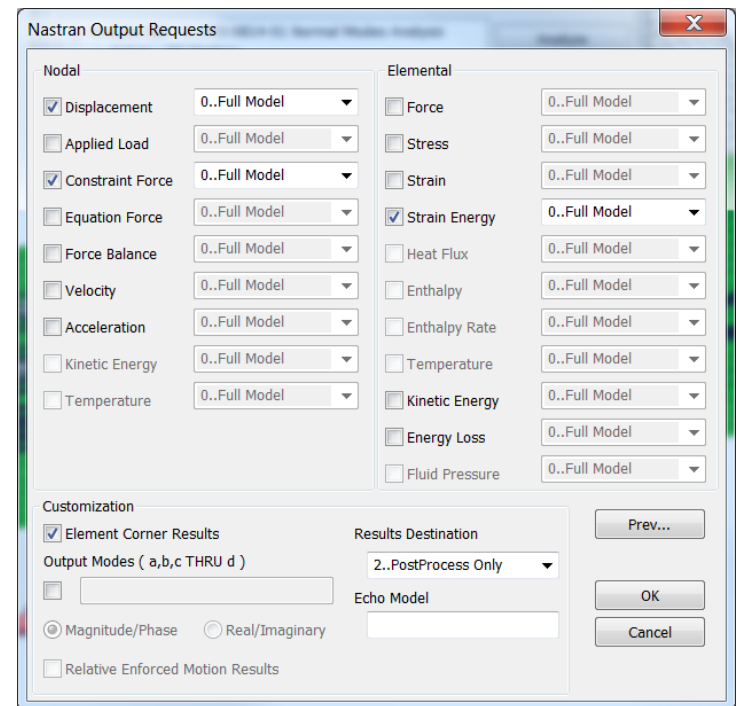 Nastran Output Requests
Normal Modes Analysis
X
Nodal
Displacement 0..Full Model
Applied Load 0..Full Model
Constraint Force 0..Full Model
Equation Force 0..Full Model
Force Balance 0..Full Model
Velocity 0..Full Model
Acceleration 0..Full Model
Kinetic Energy 0..Full Model
Temperature 0..Full Model
Elemental
Force 0..Full Model
Stress 0..Full Model
Strain 0..Full Model
Strain Energy 0..Full Model
Heat Flux 0..Full Model
Enthalpy 0..Full Model
Enthalpy Rate 0..Full Model
Temperature 0..Full Model
Kinetic Energy 0..Full Model
Energy Loss 0..Full Model
Fluid Pressure 0..Full Model
Customization
Element Corner Results
Output Modes ( a,b,c THRU d )
Magnitude/Phase Real/Imaginary
Relative Enforced Motion Results
Results Destination
2..PostProcess Only
Echo Model
Prev...
OK
Cancel